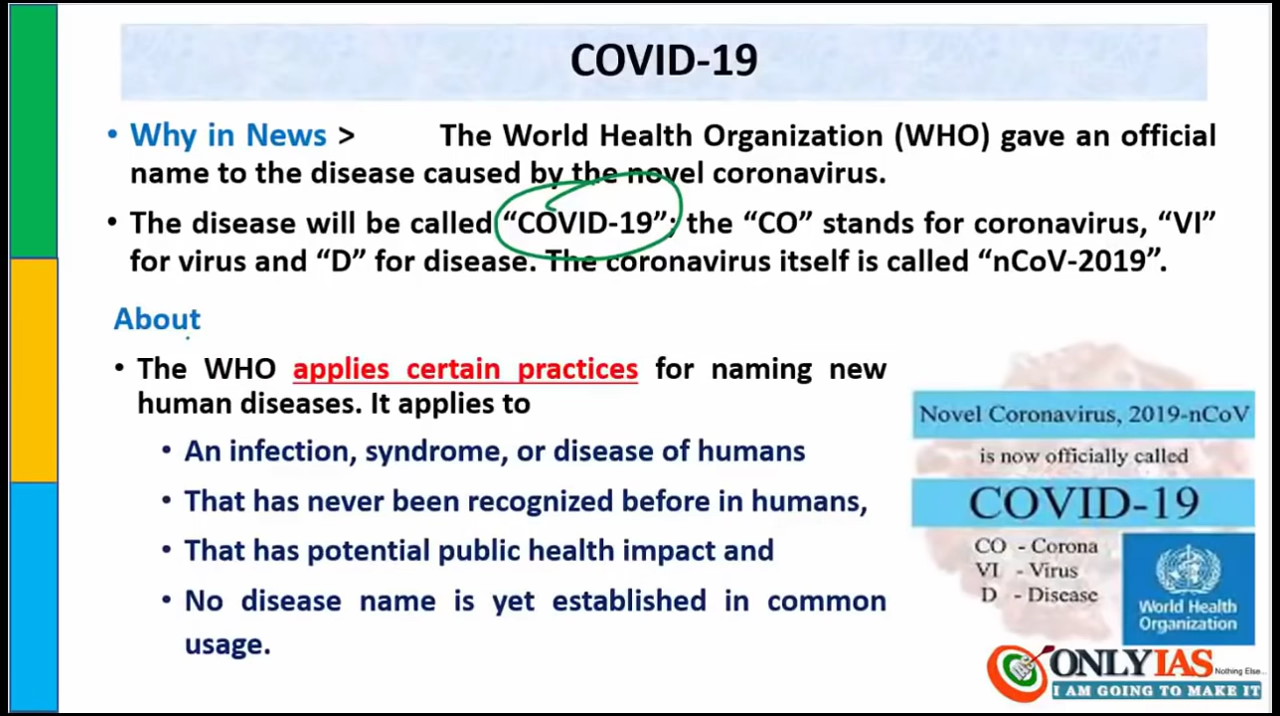 COVID-19
• Why in News > The World Health Organization (WHO) gave an official
name to the disease caused by the novel coronavirus.
• The disease will be called “COVID-19”; the “CO” stands for coronavirus, “VI”
for virus and “D” for disease. The coronavirus itself is called “nCoV-2019”.
About
• The WHO applies certain practices for naming new
human diseases. It applies to
• An infection, syndrome, or disease of humans
• That has never been recognized before in humans,
• That has potential public health impact and
• No disease name is yet established in common
usage.
Novel Coronavirus, 2019-nCoV
is now officially called
COVID-19
CO - Corona
VI - Virus
D - Disease
World Health
Organization
ONLYIAS Nothing Else...
I AM GOING TO MAKE IT